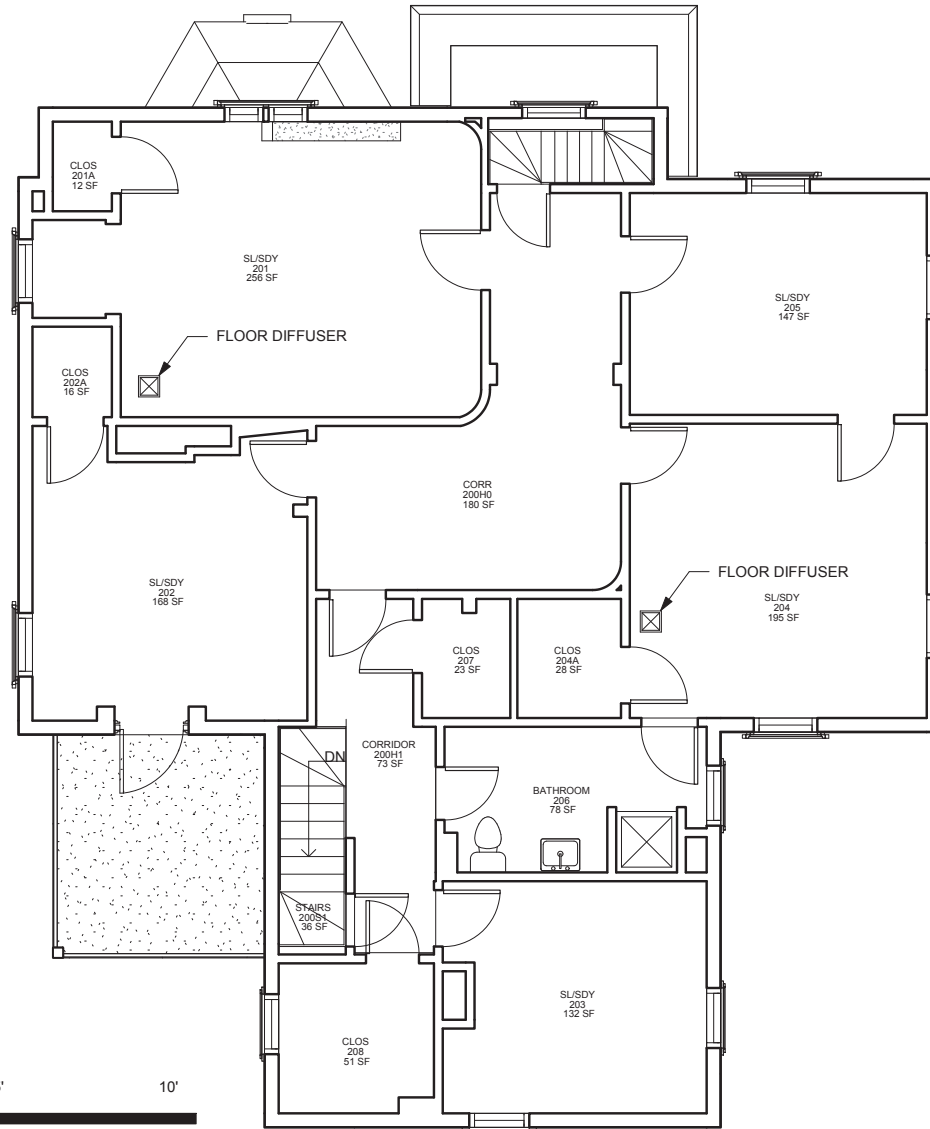 CLOS
201A
12 SF
SL/SDY
201
256 SF
SL/SDY
205
147 SF
FLOOR DIFFUSER
CLOS
202A
16 SF
CORR
200H0
180 SF
SL/SDY
202
168 SF
FLOOR DIFFUSER
SL/SDY
204
195 SF
CLOS
207
23 SF
CLOS
204A
28 SF
DN
CORRIDOR
200H1
73 SF
BATHROOM
206
78 SF
STAIRS
200S1
36 SF
SL/SDY
203
132 SF
CLOS
208
51 SF
10'